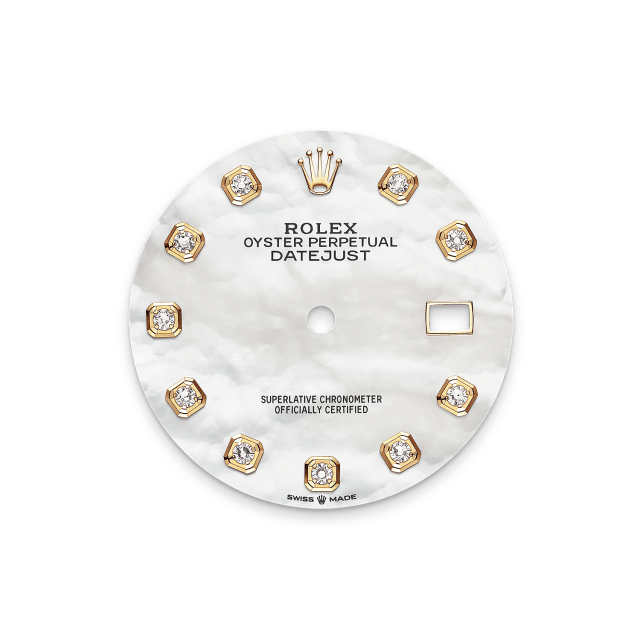 ROLEX
OYSTER PERPETUAL
DATEJUST
SUPERLATIVE CHRONOMETER
OFFICIALLY CERTIFIED
SWISS MADE